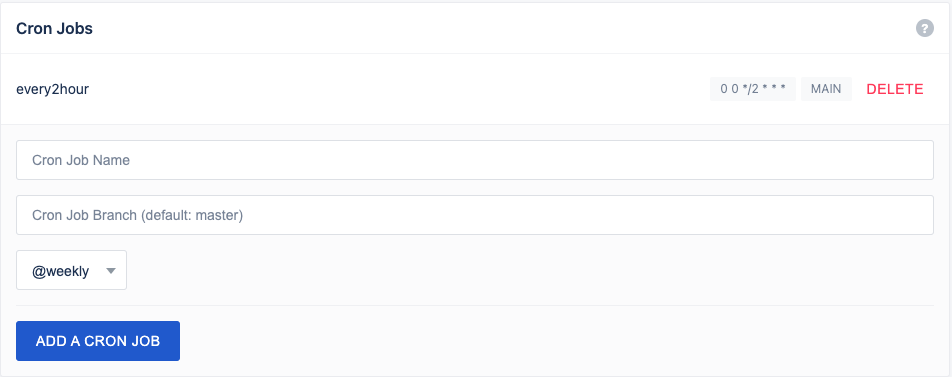 Cron Jobs ?
every2hour 0 0 */2 * * * MAIN DELETE
Cron Job Name
Cron Job Branch (default: master)
@weekly
ADD A CRON JOB